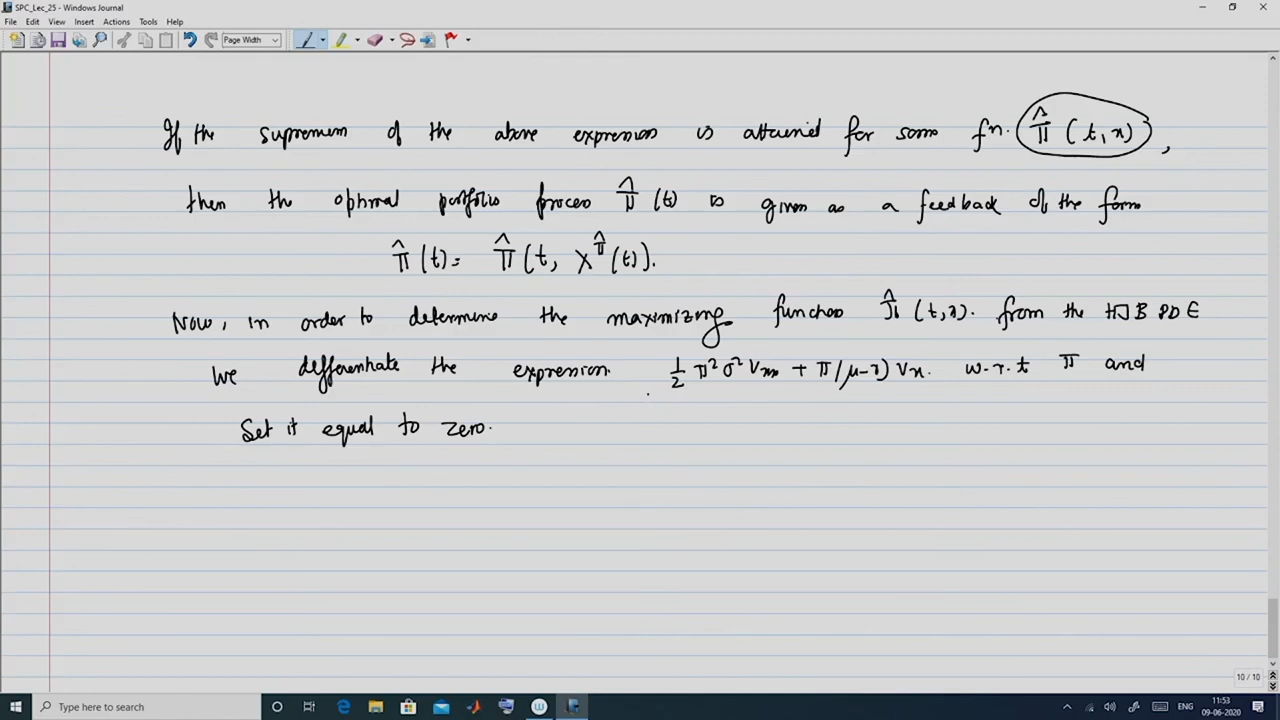 SPC_Lec_25 - Windows Journal
File Edit View Insert Actions Tools Help
Page Width
If the supremum of the above expression is attained for some fn. π̂ (t,x) ,
then the optimal portfolio process π̂ (t) is given as a feedback of the form
π̂ (t) = π̂ (t, X^π̂ (t)).
Now, in order to determine the maximizing function π̂ (t,x). from the HJB PDE
We differentiate the expression. 1/2 π² σ² Vxx + π (μ-r) Vx. w.r.t π and
Set it equal to zero.
10 / 10
Type here to search
ENG
11:53
09-06-2020